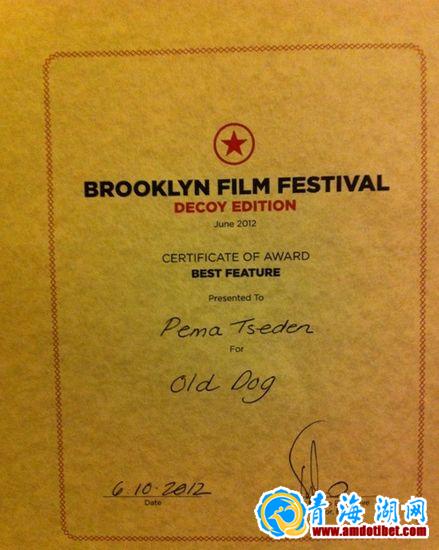 BROOKLYN FILM FESTIVAL
DECOY EDITION
June 2012
CERTIFICATE OF AWARD
BEST FEATURE
Presented To
Pema Tseden
For
Old Dog
6.10.2012
Date
青海湖网
www.amdotibet.com